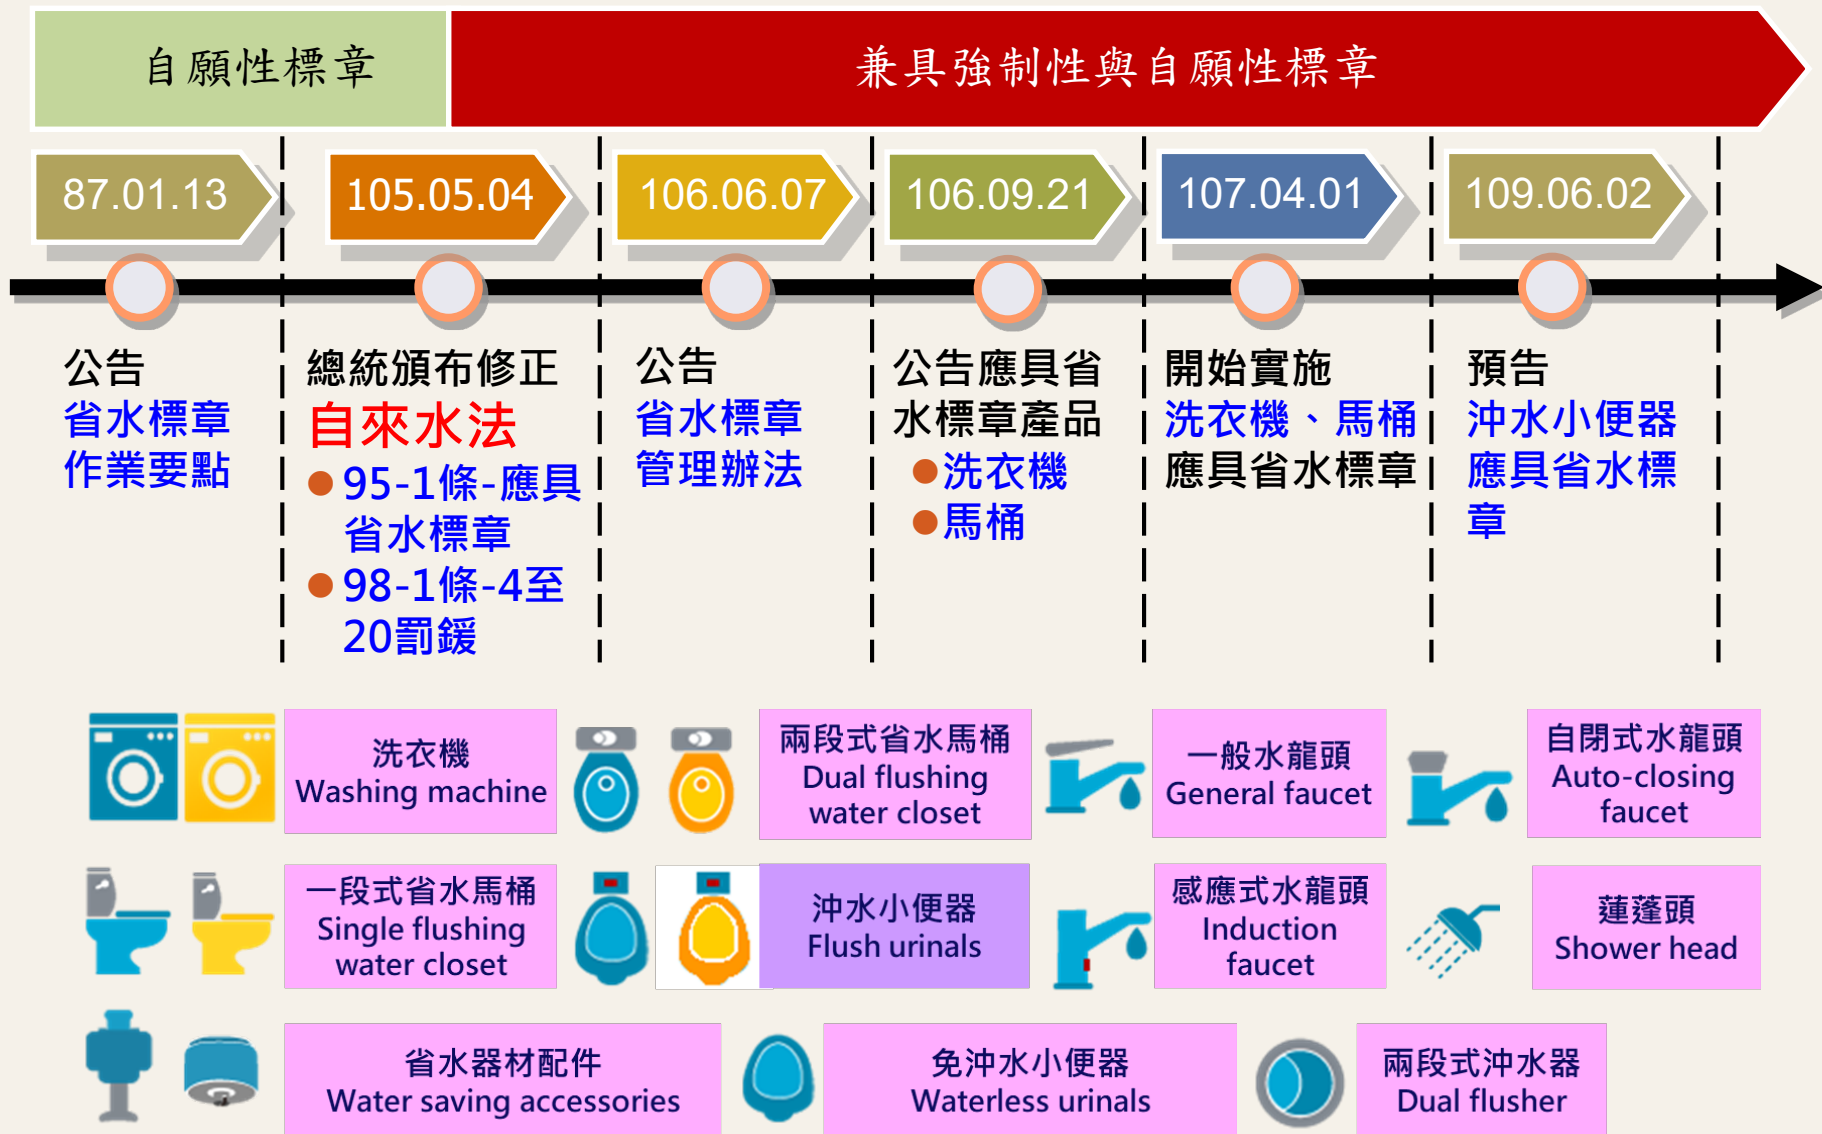 自願性標章
兼具強制性與自願性標章
87.01.13
105.05.04
106.06.07
106.09.21
107.04.01
109.06.02
公告
省水標章
作業要點
總統頒布修正
自來水法
95-1條-應具
省水標章
98-1條-4至
20罰鍰
公告
省水標章
管理辦法
公告應具省
水標章產品
洗衣機
馬桶
開始實施
洗衣機、馬桶
應具省水標章
預告
沖水小便器
應具省水標
章
洗衣機
Washing machine
兩段式省水馬桶
Dual flushing
water closet
一般水龍頭
General faucet
自閉式水龍頭
Auto-closing
faucet
一段式省水馬桶
Single flushing
water closet
沖水小便器
Flush urinals
感應式水龍頭
Induction
faucet
蓮蓬頭
Shower head
省水器材配件
Water saving accessories
免沖水小便器
Waterless urinals
兩段式沖水器
Dual flusher